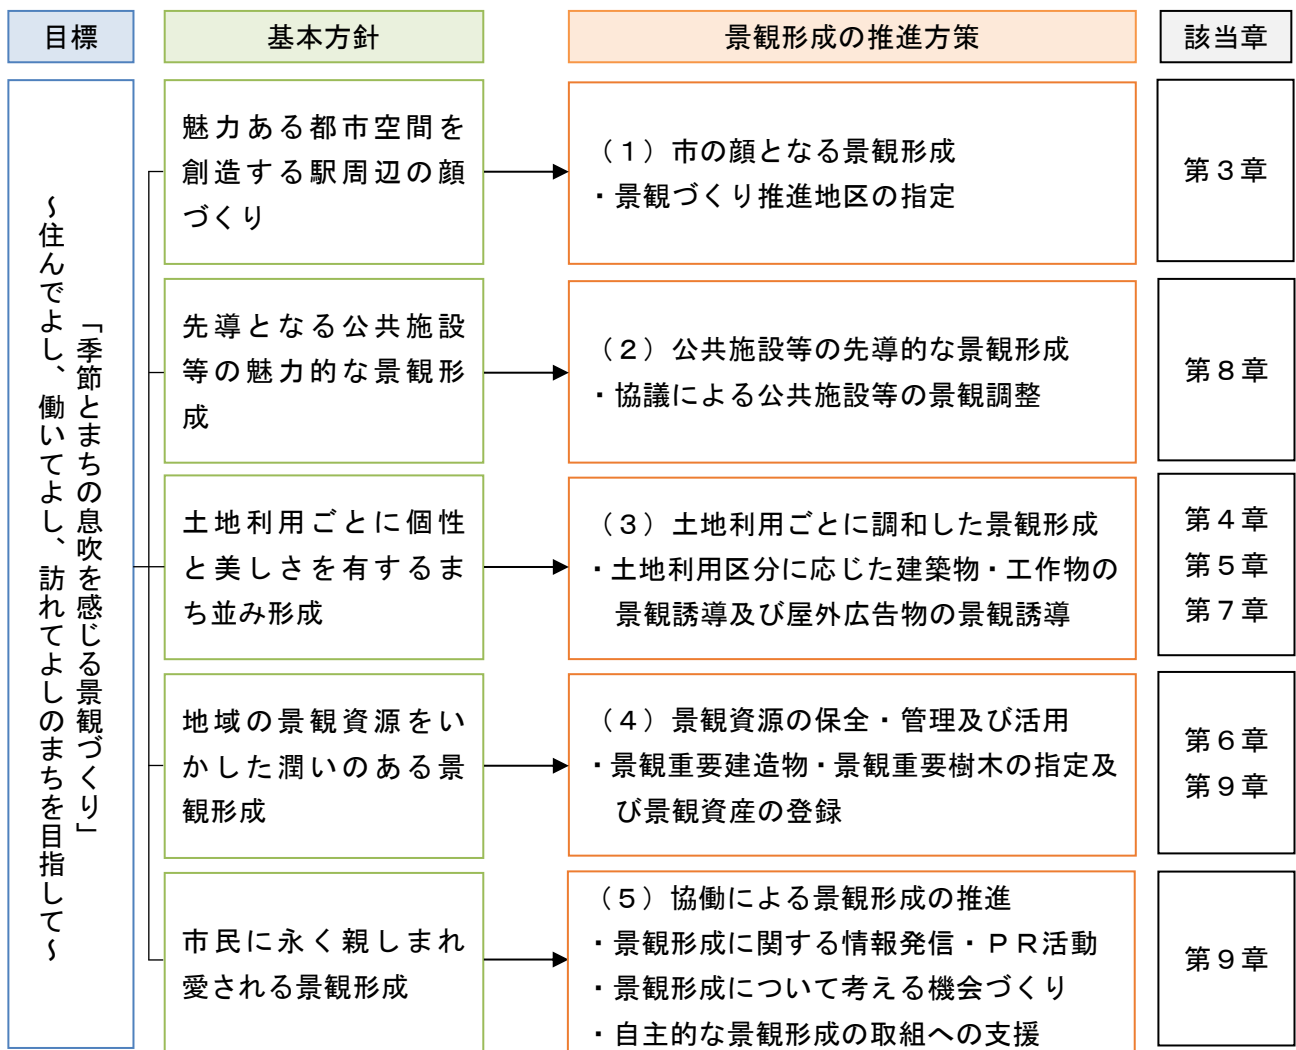 目標
基本方針
景観形成の推進方策
該当章
「季節とまちの息吹を感じる景観づくり」
～住んでよし、働いてよし、訪れてよしのまちを目指して～
魅力ある都市空間を
創造する駅周辺の顔
づくり
（１）市の顔となる景観形成
・景観づくり推進地区の指定
第３章
先導となる公共施設
等の魅力的な景観形
成
（２）公共施設等の先導的な景観形成
・協議による公共施設等の景観調整
第８章
土地利用ごとに個性
と美しさを有するま
ち並み形成
（３）土地利用ごとに調和した景観形成
・土地利用区分に応じた建築物・工作物の
景観誘導及び屋外広告物の景観誘導
第４章
第５章
第７章
地域の景観資源をい
かした潤いのある景
観形成
（４）景観資源の保全・管理及び活用
・景観重要建造物・景観重要樹木の指定及
び景観資産の登録
第６章
第９章
市民に永く親しまれ
愛される景観形成
（５）協働による景観形成の推進
・景観形成に関する情報発信・ＰＲ活動
・景観形成について考える機会づくり
・自主的な景観形成の取組への支援
第９章